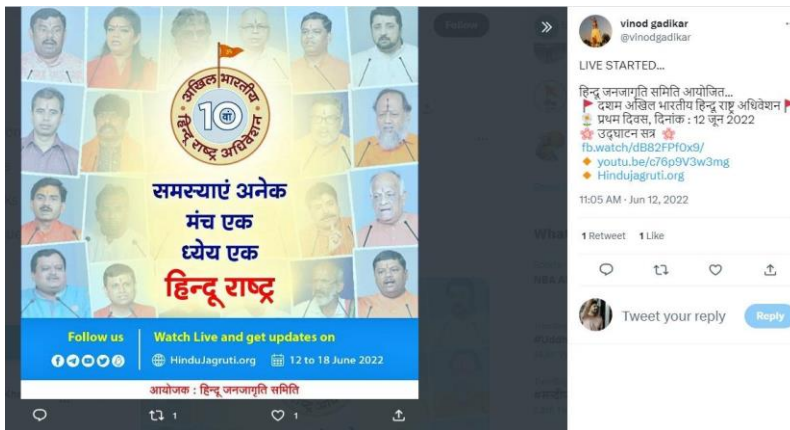 अखिल भारतीय
10 वां
हिन्दू राष्ट्र अधिवेशन
समस्याएं अनेक
मंच एक
ध्येय एक
हिन्दू राष्ट्र
Follow us
Watch Live and get updates on
HinduJagruti.org
12 to 18 June 2022
आयोजक : हिन्दू जनजागृति समिति
1
1
Follow
vinod gadikar
@vinodgadikar
LIVE STARTED...
हिन्दू जनजागृति समिति आयोजित...
🚩 दशम अखिल भारतीय हिन्दू राष्ट्र अधिवेशन 🚩
प्रथम दिवस, दिनांक : 12 जून 2022
🌸 उद्घाटन सत्र 🌸
fb.watch/dB82FPf0x9/
🔸 youtu.be/c76p9V3w3mg
🔸 Hindujagruti.org
11:05 AM · Jun 12, 2022
1 Retweet 1 Like
Tweet your reply
Reply